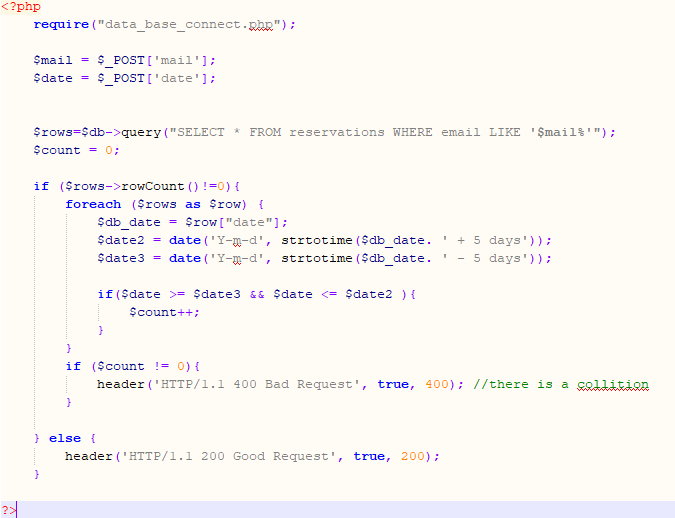 <?php
require("data_base_connect.php");
$mail = $_POST['mail'];
$date = $_POST['date'];
$rows=$db->query("SELECT * FROM reservations WHERE email LIKE '$mail%'");
$count = 0;
if ($rows->rowCount()!=0){
foreach ($rows as $row) {
$db_date = $row["date"];
$date2 = date('Y-m-d', strtotime($db_date. ' + 5 days'));
$date3 = date('Y-m-d', strtotime($db_date. ' - 5 days'));
if($date >= $date3 && $date <= $date2 ){
$count++;
}
}
if ($count != 0){
header('HTTP/1.1 400 Bad Request', true, 400); //there is a collition
}
} else {
header('HTTP/1.1 200 Good Request', true, 200);
}
?>